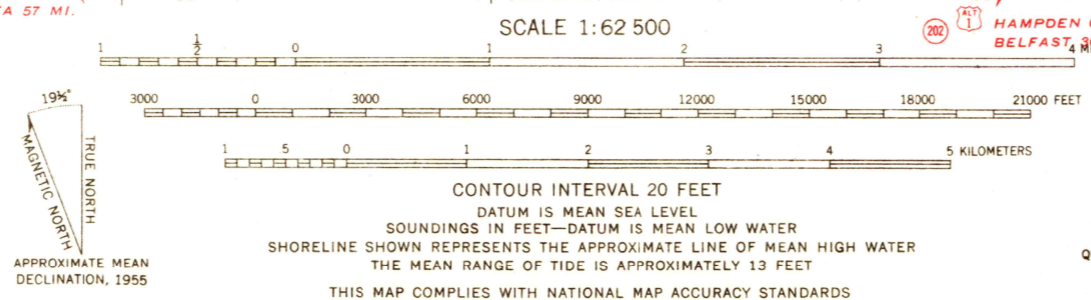 A 57 MI.
SCALE 1:62 500
202 ALT 1 HAMPDEN
BELFAST
1 ½ 0 1 2 3 4
3000 0 3000 6000 9000 12000 15000 18000 21000 FEET
1 .5 0 1 2 3 4 5 KILOMETERS
19½°
MAGNETIC NORTH
TRUE NORTH
APPROXIMATE MEAN
DECLINATION, 1955
CONTOUR INTERVAL 20 FEET
DATUM IS MEAN SEA LEVEL
SOUNDINGS IN FEET—DATUM IS MEAN LOW WATER
SHORELINE SHOWN REPRESENTS THE APPROXIMATE LINE OF MEAN HIGH WATER
THE MEAN RANGE OF TIDE IS APPROXIMATELY 13 FEET
THIS MAP COMPLIES WITH NATIONAL MAP ACCURACY STANDARDS